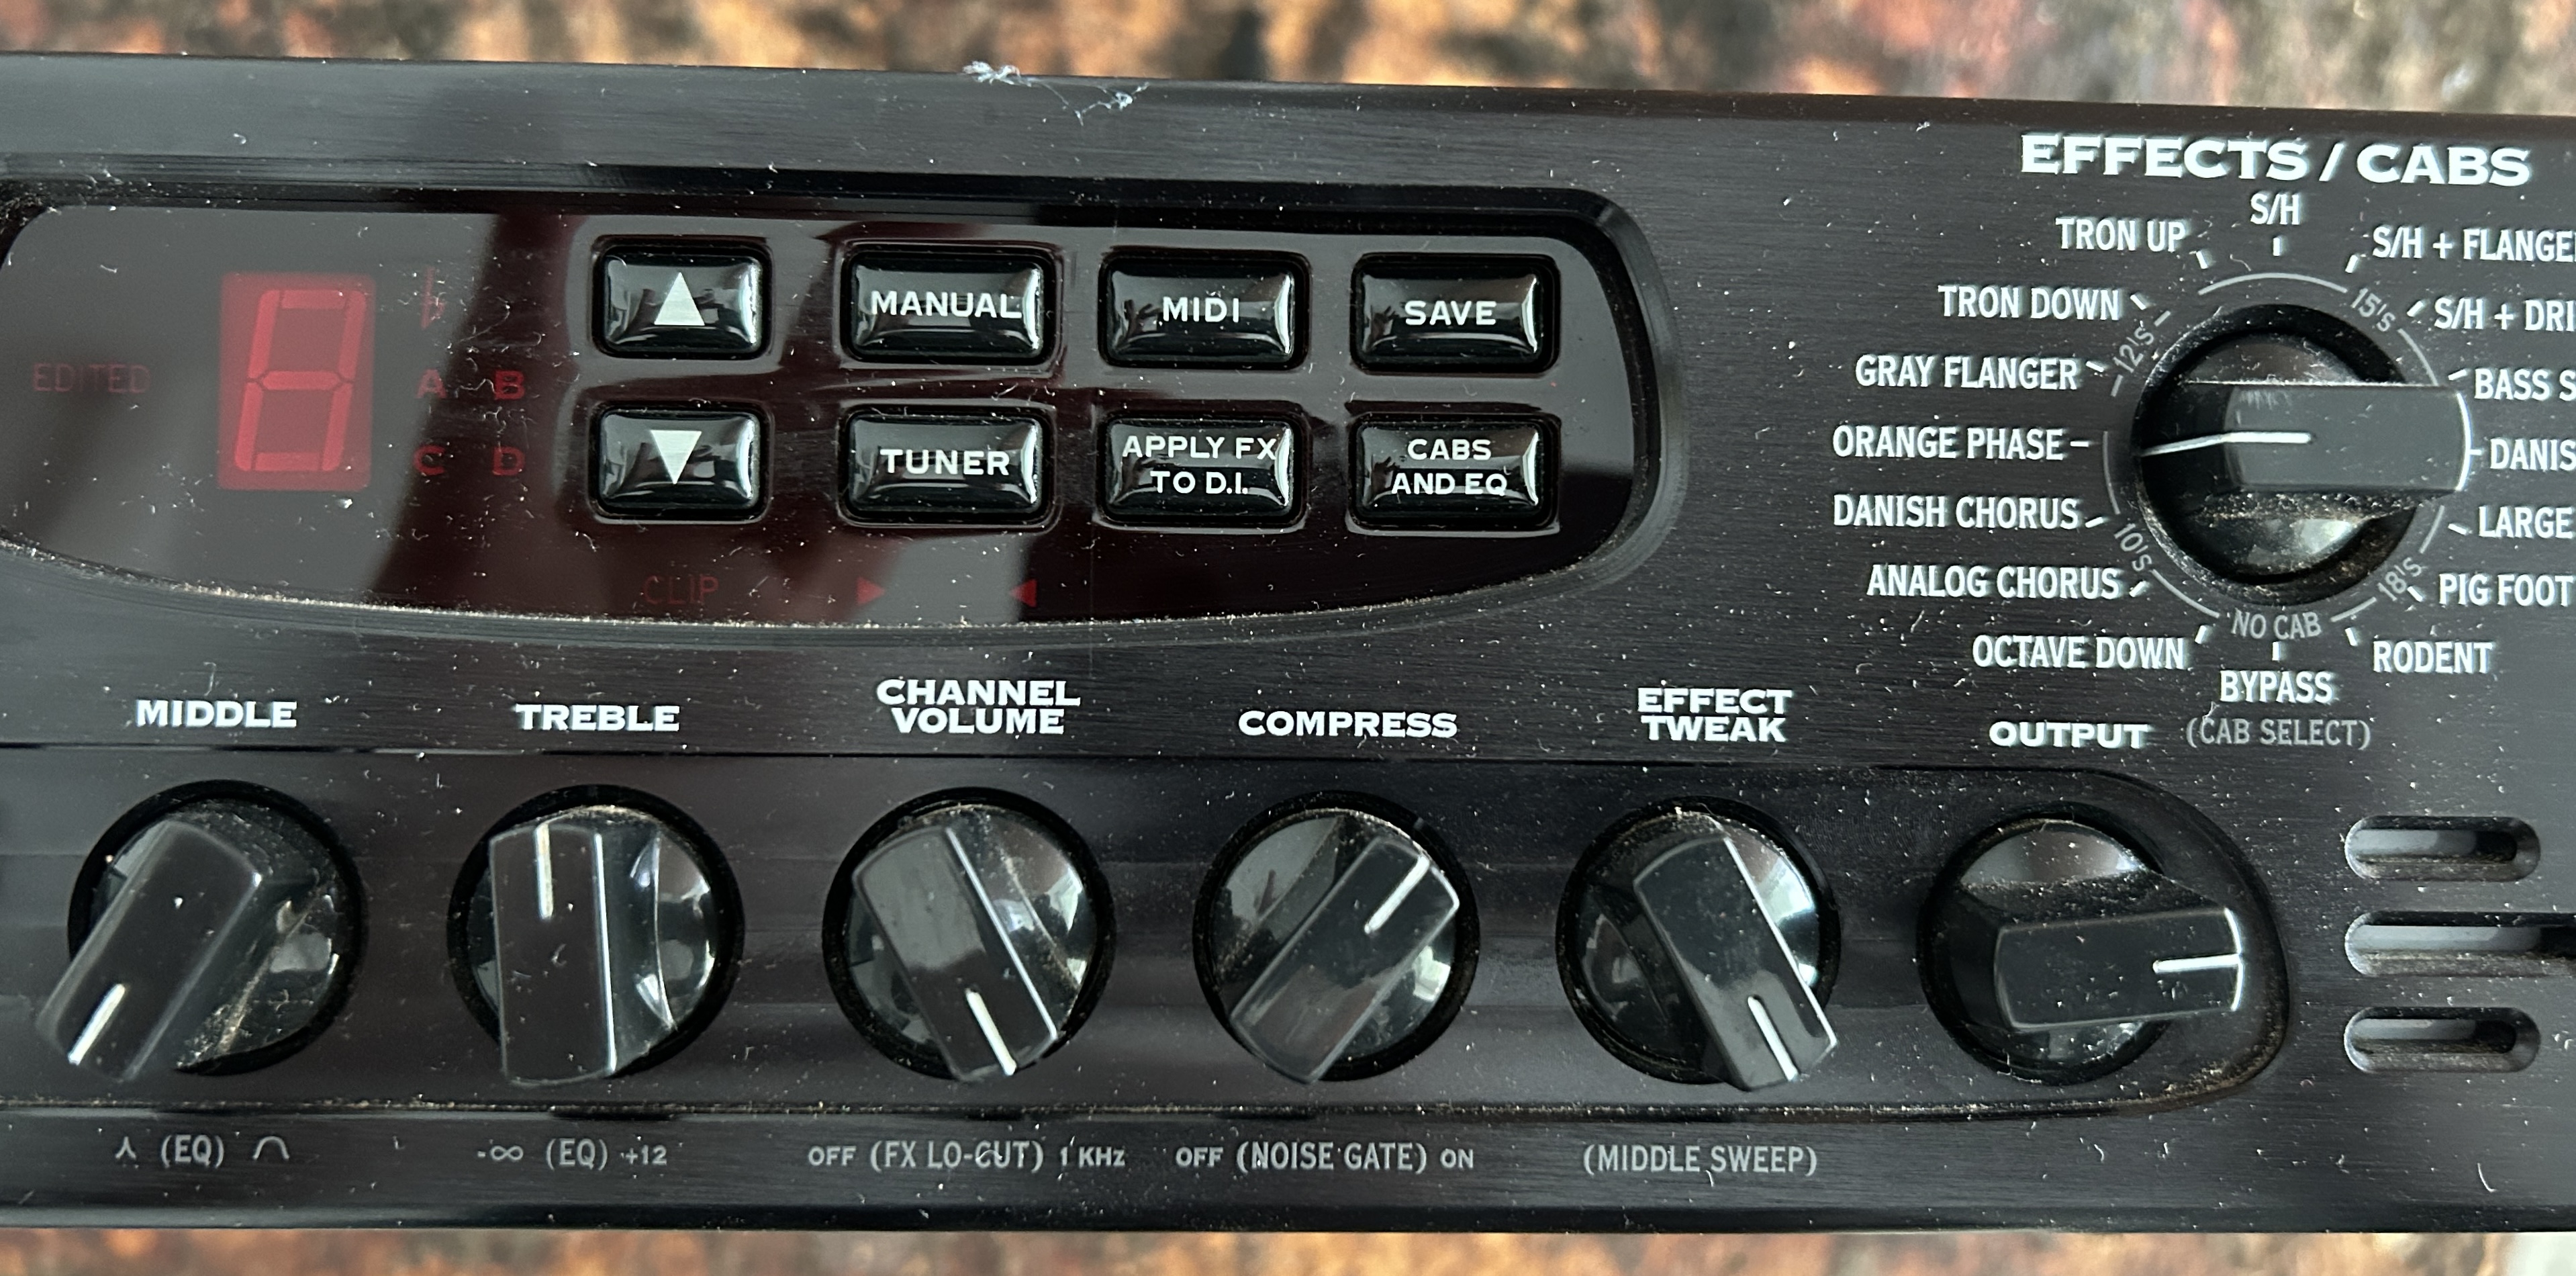 EFFECTS / CABS
S/H
TRON UP
S/H + FLANGE
TRON DOWN
15's
S/H + DRI
12's
GRAY FLANGER
BASS S
ORANGE PHASE
DANIS
DANISH CHORUS
LARGE
10's
ANALOG CHORUS
18's
PIG FOOT
NO CAB
OCTAVE DOWN
RODENT
BYPASS
(CAB SELECT)
MANUAL
MIDI
SAVE
EDITED
8
A B
C D
TUNER
APPLY FX
TO D.I.
CABS
AND EQ
CLIP
MIDDLE
TREBLE
CHANNEL
VOLUME
COMPRESS
EFFECT
TWEAK
OUTPUT
(EQ)
-∞ (EQ) +12
OFF (FX LO-CUT) 1 KHZ
OFF (NOISE GATE) ON
(MIDDLE SWEEP)